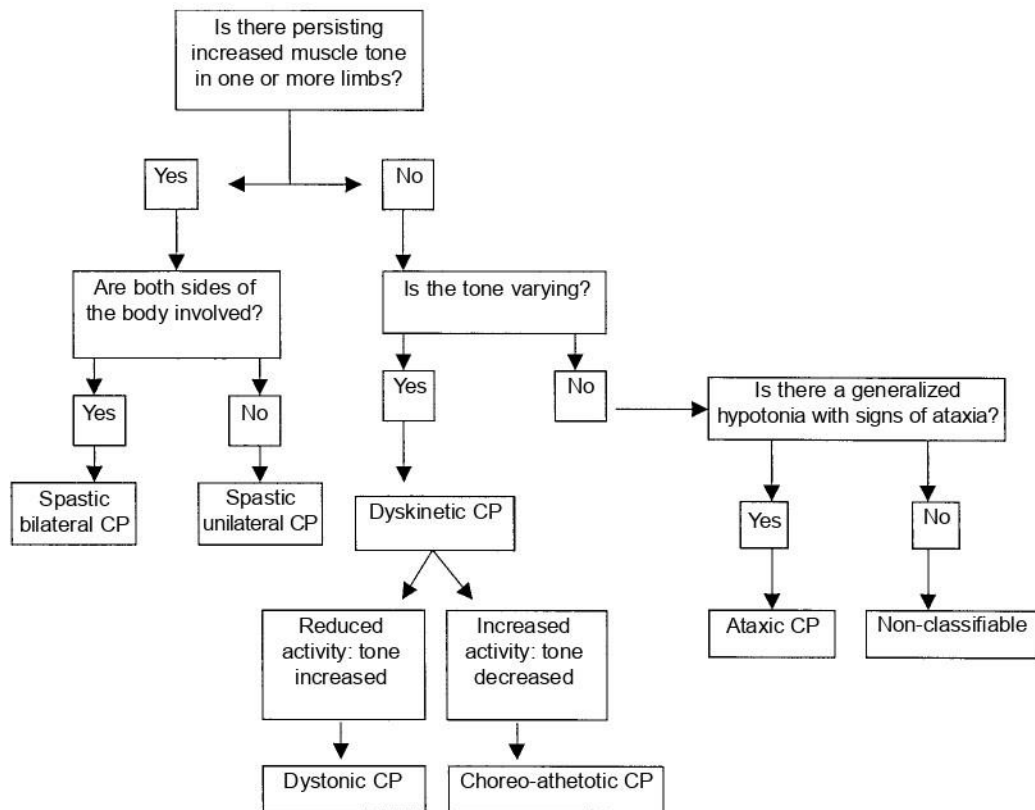 Is there persisting
increased muscle tone
in one or more limbs?
Yes
No
Are both sides of
the body involved?
Is the tone varying?
Yes
No
Yes
No
Is there a generalized
hypotonia with signs of ataxia?
Spastic
bilateral CP
Spastic
unilateral CP
Dyskinetic CP
Yes
No
Reduced
activity: tone
increased
Increased
activity: tone
decreased
Ataxic CP
Non-classifiable
Dystonic CP
Choreo-athetotic CP